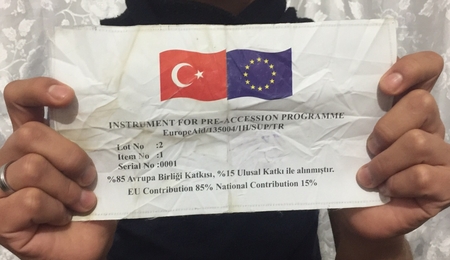 INSTRUMENT FOR PRE-ACCESSION PROGRAMME
EuropeAid/135004/IH/SUP/TR
Lot No :2
Item No :1
Serial No :0001
%85 Avrupa Birliği Katkısı, %15 Ulusal Katkı ile alınmıştır.
EU Contribution 85% National Contribution 15%